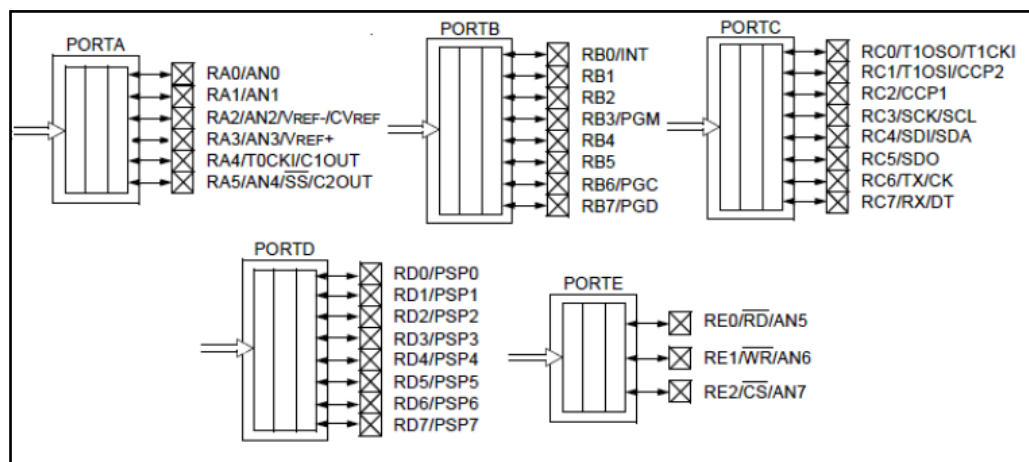 PORTA
RA0/AN0
RA1/AN1
RA2/AN2/VREF-/CVREF
RA3/AN3/VREF+
RA4/T0CKI/C1OUT
RA5/AN4/S̅S̅/C2OUT
PORTB
RB0/INT
RB1
RB2
RB3/PGM
RB4
RB5
RB6/PGC
RB7/PGD
PORTC
RC0/T1OSO/T1CKI
RC1/T1OSI/CCP2
RC2/CCP1
RC3/SCK/SCL
RC4/SDI/SDA
RC5/SDO
RC6/TX/CK
RC7/RX/DT
PORTD
RD0/PSP0
RD1/PSP1
RD2/PSP2
RD3/PSP3
RD4/PSP4
RD5/PSP5
RD6/PSP6
RD7/PSP7
PORTE
RE0/R̅D̅/AN5
RE1/W̅R̅/AN6
RE2/C̅S̅/AN7